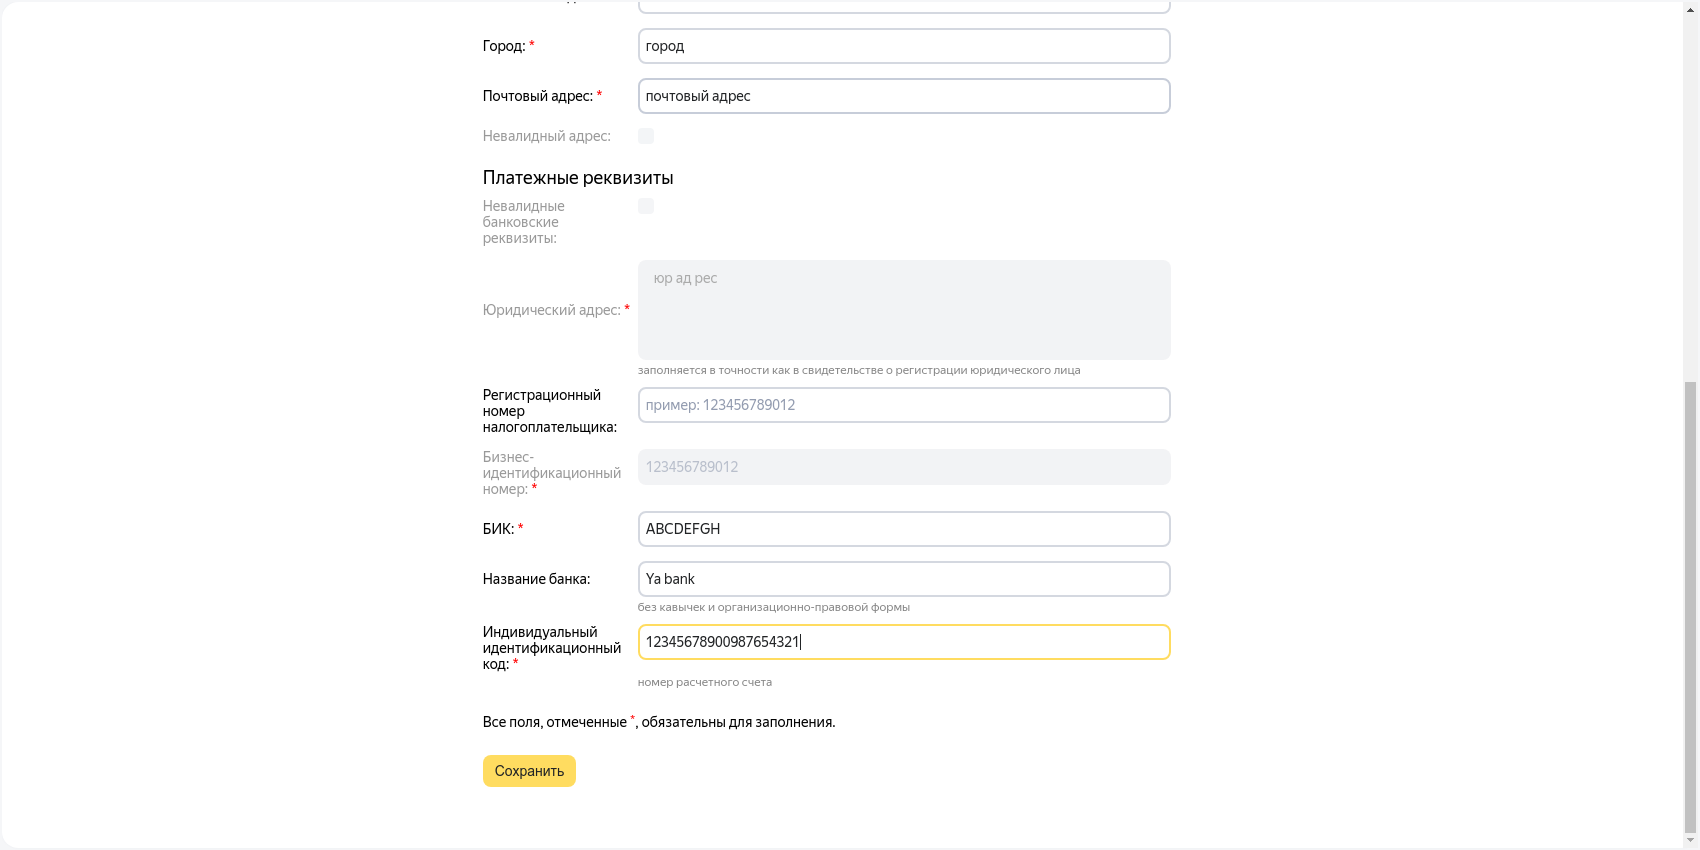 Город: *
город
Почтовый адрес: *
почтовый адрес
Невалидный адрес:
Платежные реквизиты
Невалидные
банковские
реквизиты:
юр ад рес
Юридический адрес: *
заполняется в точности как в свидетельстве о регистрации юридического лица
Регистрационный
номер
налогоплательщика:
пример: 123456789012
Бизнес-
идентификационный
номер: *
123456789012
БИК: *
ABCDEFGH
Название банка:
Ya bank
без кавычек и организационно-правовой формы
Индивидуальный
идентификационный
код: *
12345678900987654321
номер расчетного счета
Все поля, отмеченные *, обязательны для заполнения.
Сохранить